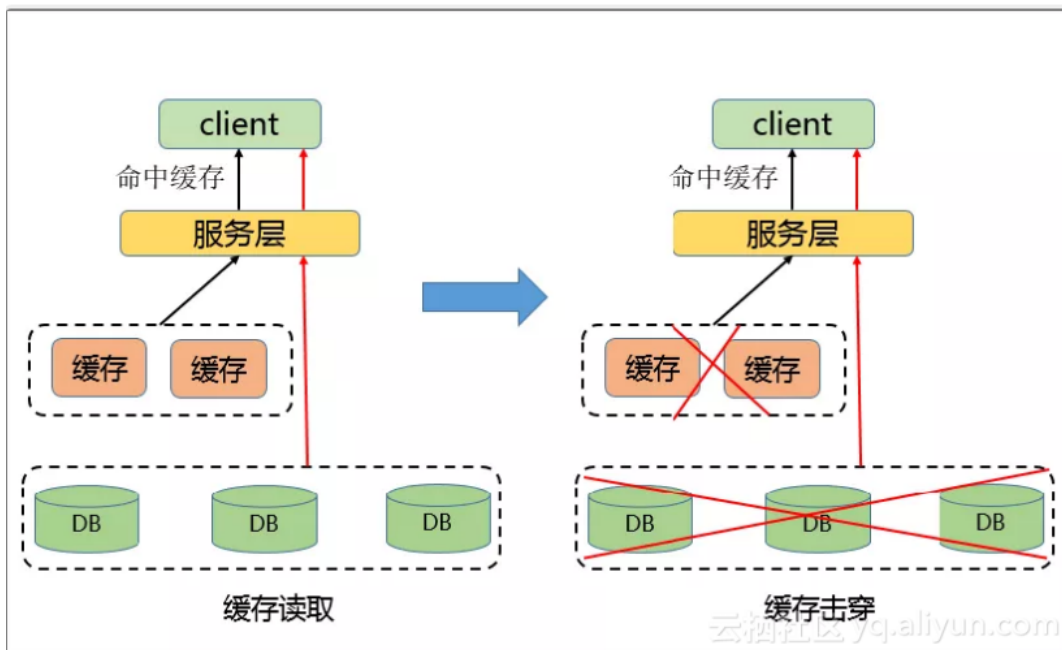 client
命中缓存
服务层
缓存
缓存
DB
DB
DB
缓存读取
client
命中缓存
服务层
缓存
缓存
DB
DB
DB
缓存击穿
云栖社区 yq.aliyun.com